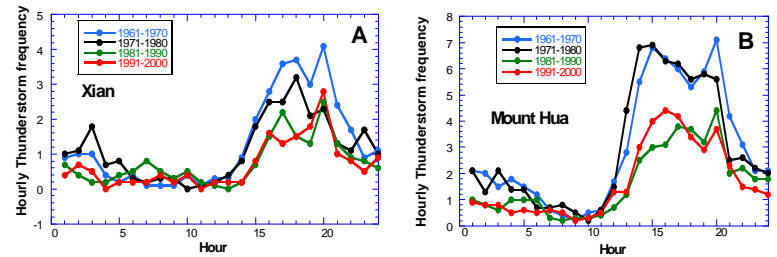 A
1961-1970
1971-1980
1981-1990
1991-2000
Xian
Hourly Thunderstorm frequency
5
4
3
2
1
0
-1
0 5 10 15 20
Hour
B
1961-1970
1971-1980
1981-1990
1991-2000
Mount Hua
Hourly Thunderstorm frequency
8
7
6
5
4
3
2
1
0
0 5 10 15 20
Hour